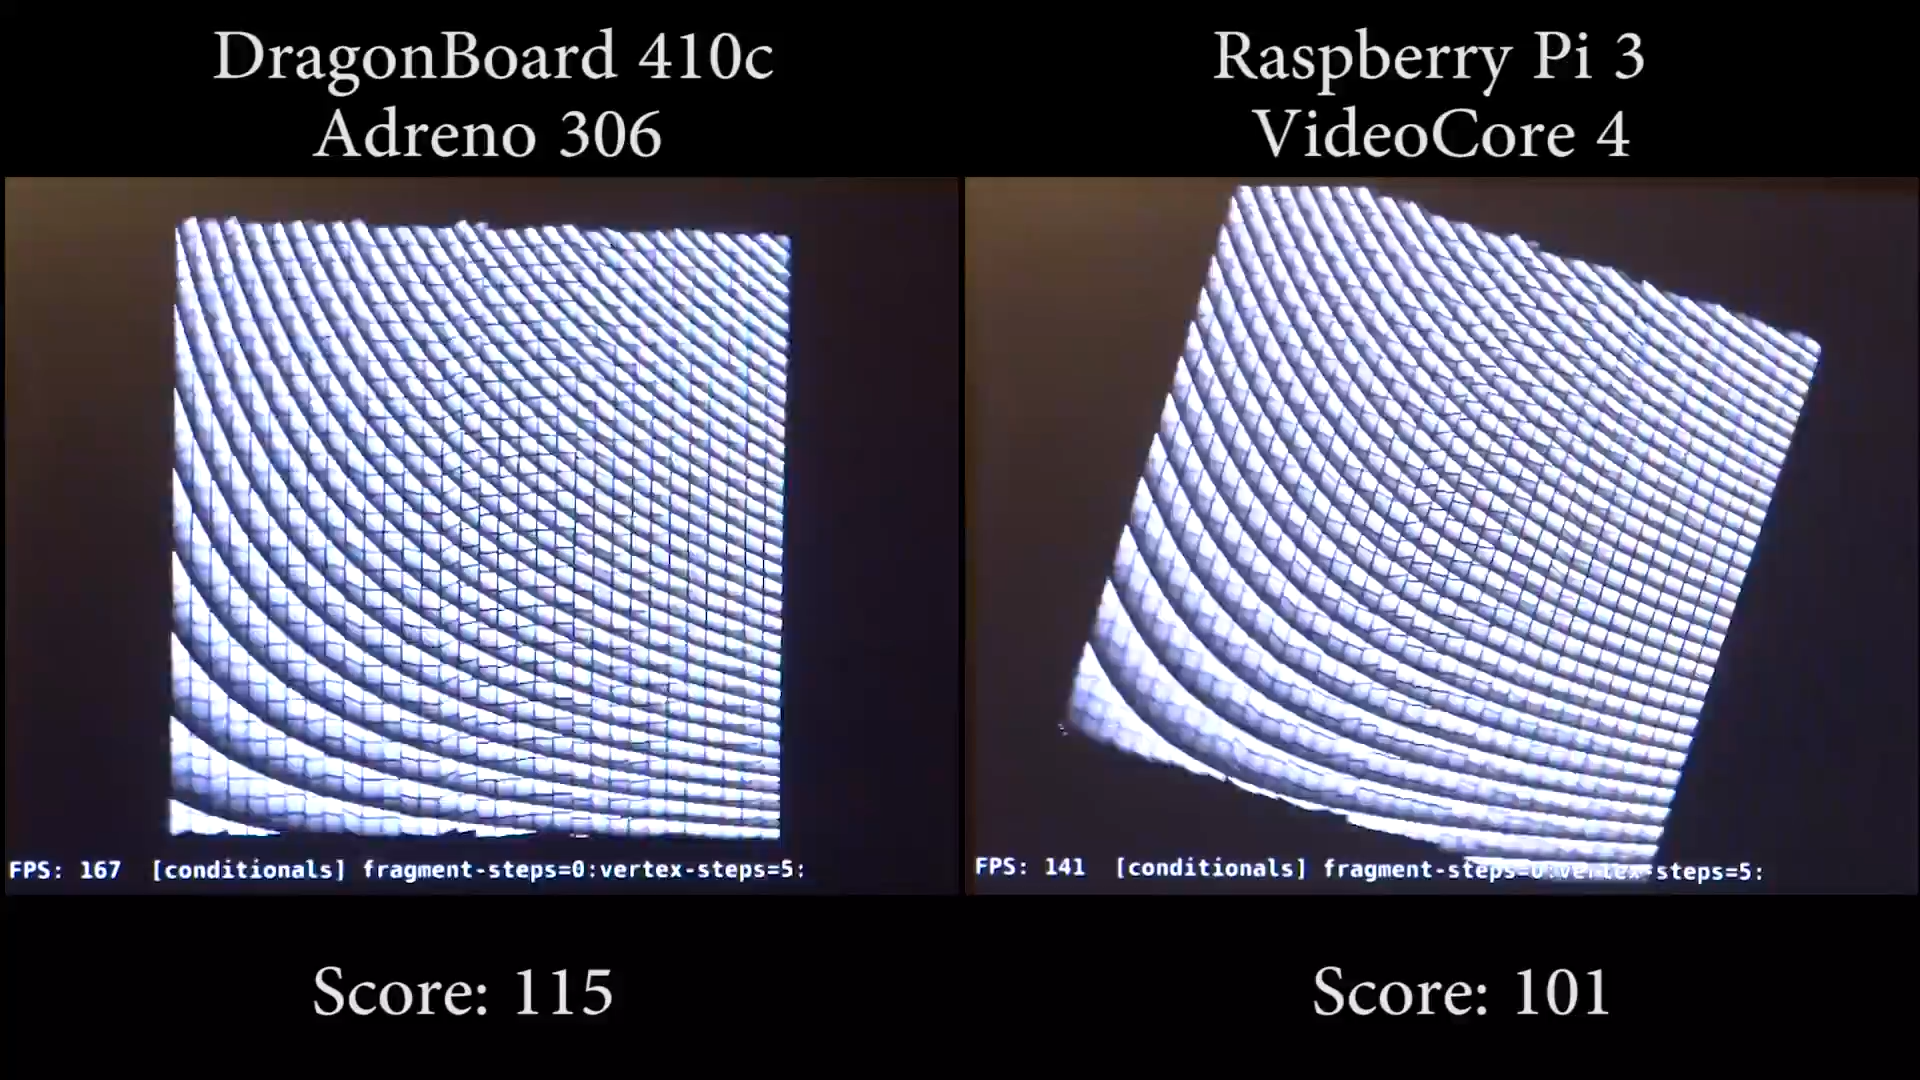 DragonBoard 410c
Adreno 306
Raspberry Pi 3
VideoCore 4
FPS: 167 [conditionals] fragment-steps=0:vertex-steps=5:
FPS: 141 [conditionals] fragment-steps=0:vertex-steps=5:
Score: 115
Score: 101